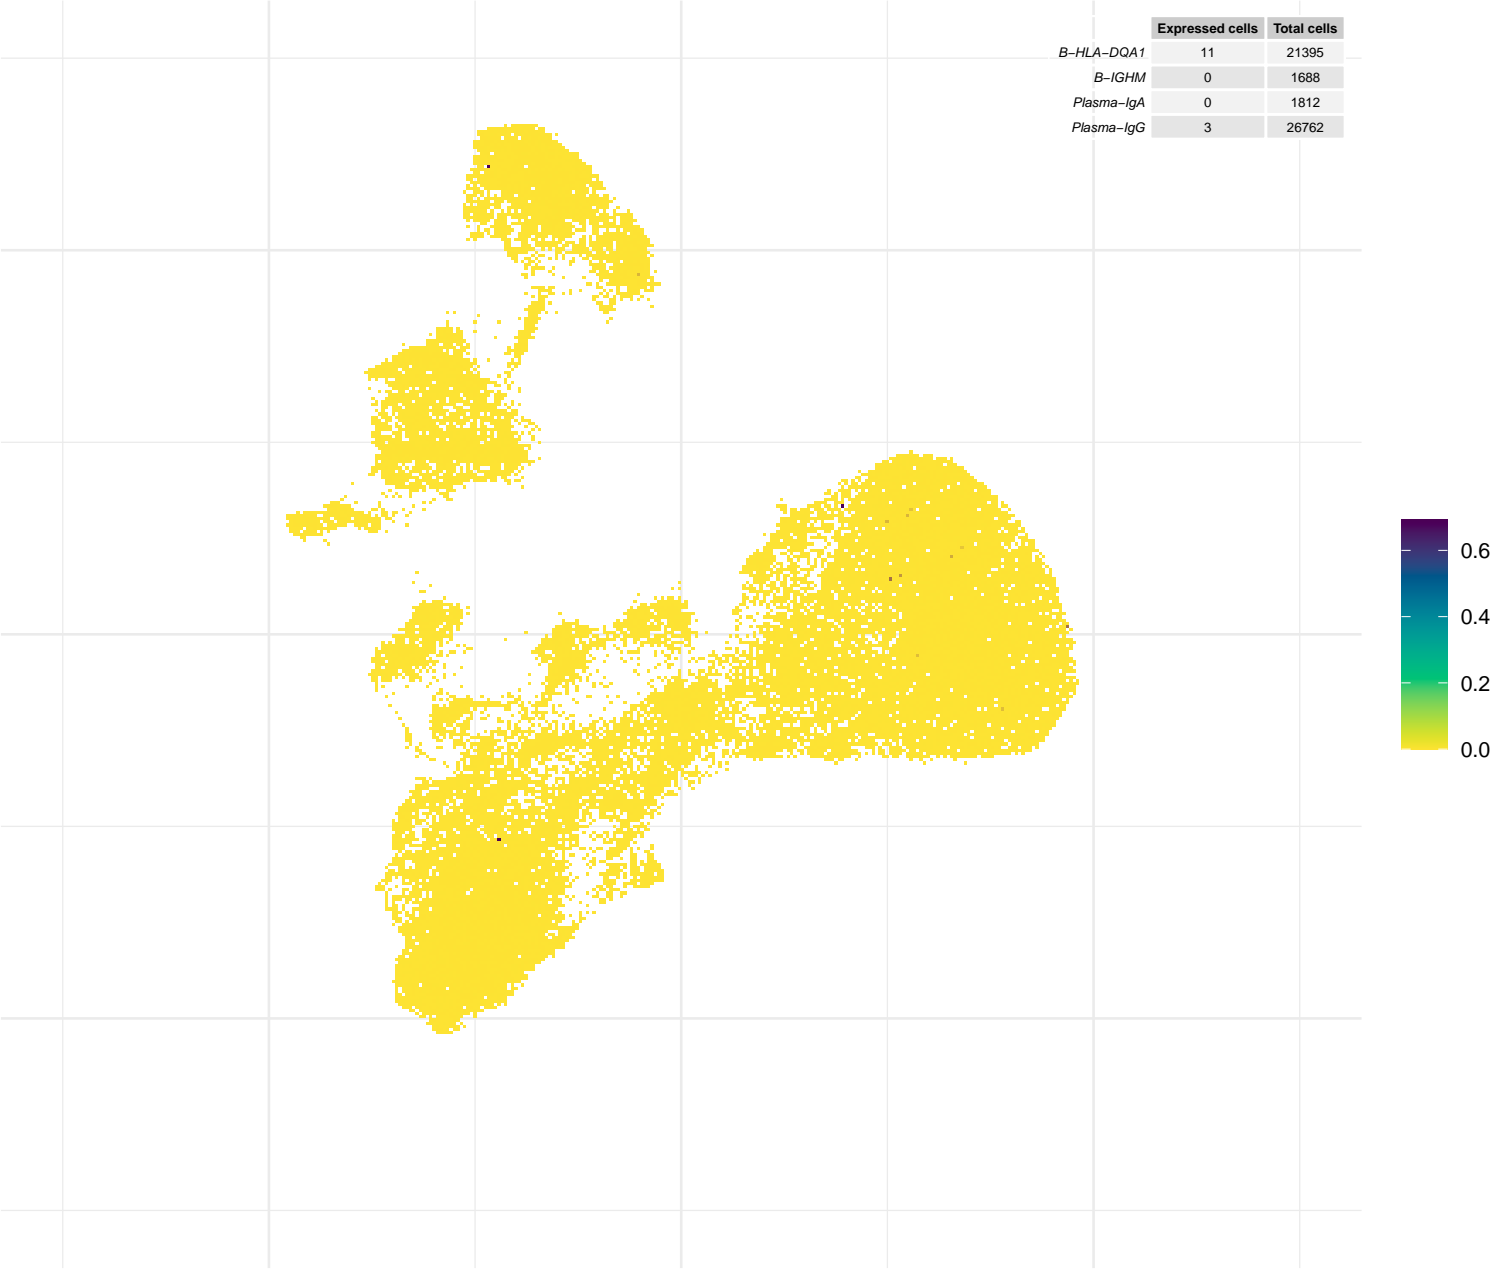 Expressed cells Total cells
B−HLA−DQA1 11 21395
B−IGHM 0 1688
Plasma−IgA 0 1812
Plasma−IgG 3 26762
0.6
0.4
0.2
0.0